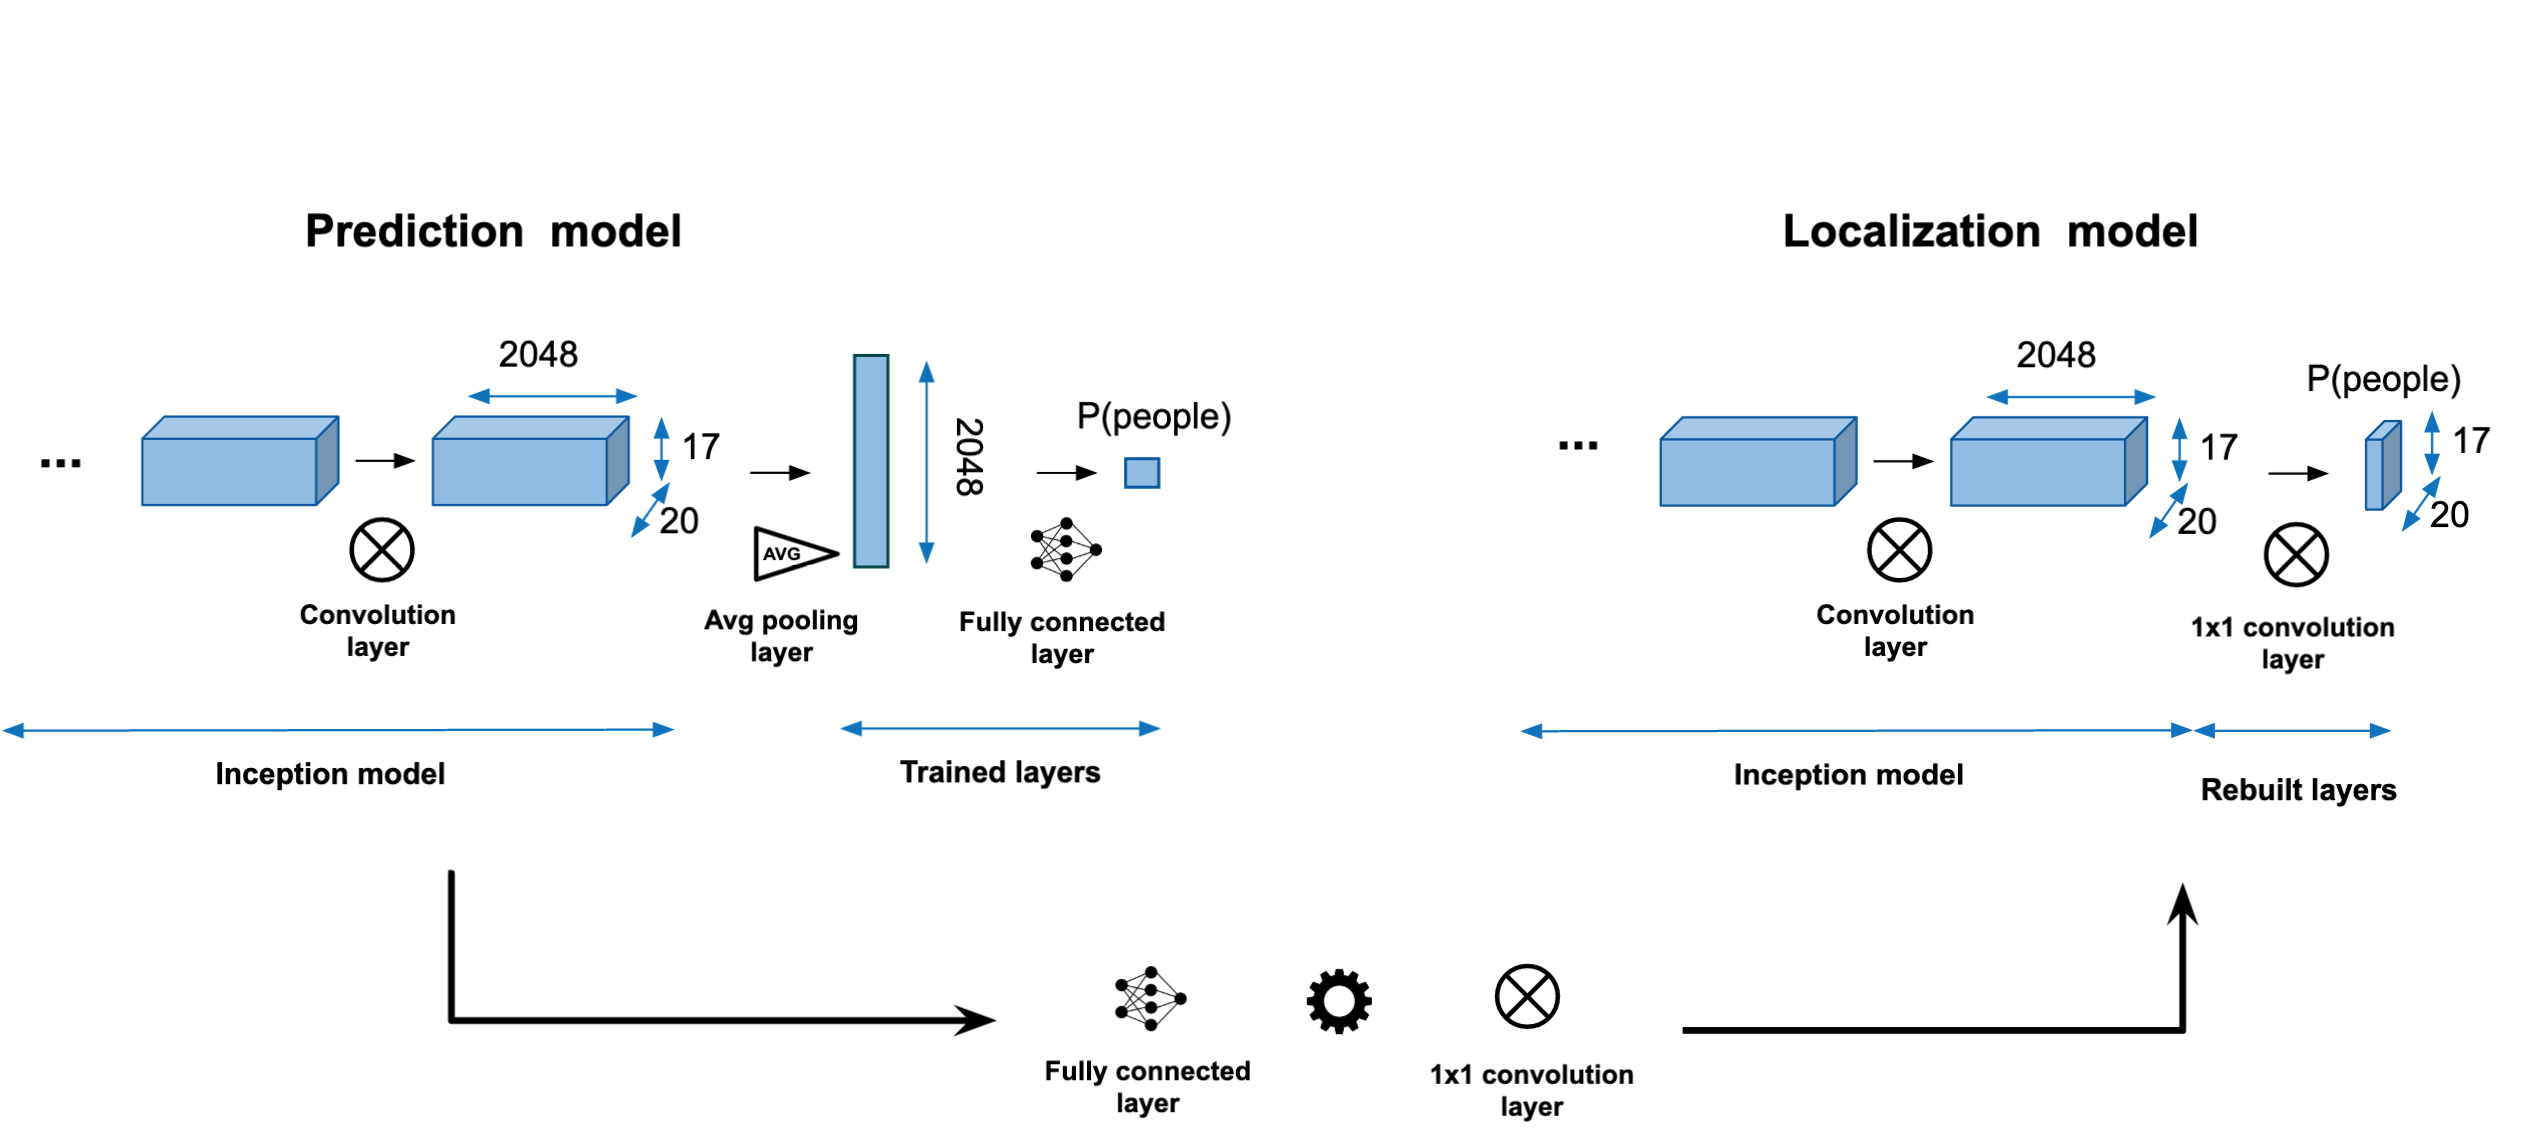 Prediction model
Localization model
2048
17
20
2048
P(people)
...
AVG
Convolution
layer
Avg pooling
layer
Fully connected
layer
Inception model
Trained layers
2048
17
20
P(people)
17
20
...
Convolution
layer
1x1 convolution
layer
Inception model
Rebuilt layers
Fully connected
layer
1x1 convolution
layer